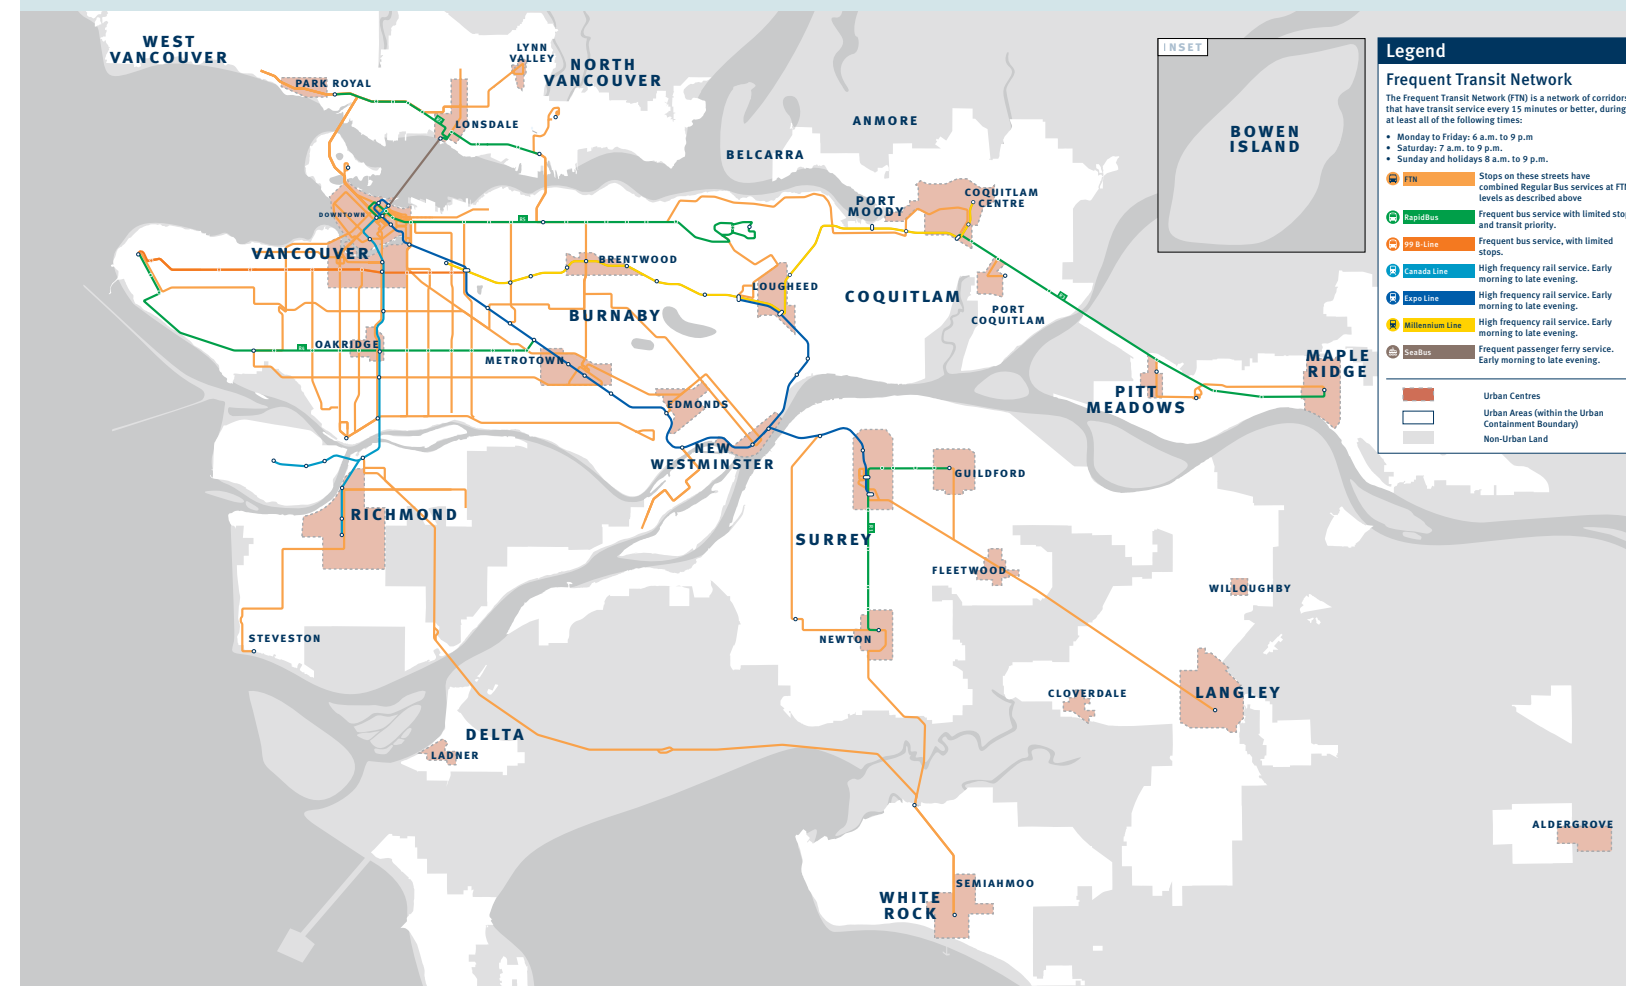 WEST
VANCOUVER
LYNN
VALLEY
NORTH
VANCOUVER
PARK ROYAL
LONSDALE
ANMORE
BELCARRA
PORT
MOODY
COQUITLAM
CENTRE
DOWNTOWN
R5
VANCOUVER
BRENTWOOD
LOUGHEED
COQUITLAM
PORT
COQUITLAM
BURNABY
OAKRIDGE
METROTOWN
EDMONDS
NEW
WESTMINSTER
PITT
MEADOWS
MAPLE
RIDGE
GUILDFORD
RICHMOND
SURREY
FLEETWOOD
WILLOUGHBY
STEVESTON
NEWTON
CLOVERDALE
LANGLEY
DELTA
LADNER
ALDERGROVE
SEMIAHMOO
WHITE
ROCK
INSET
BOWEN
ISLAND
Legend
Frequent Transit Network
The Frequent Transit Network (FTN) is a network of corridors
that have transit service every 15 minutes or better, during
at least all of the following times:
• Monday to Friday: 6 a.m. to 9 p.m
• Saturday: 7 a.m. to 9 p.m.
• Sunday and holidays 8 a.m. to 9 p.m.
FTN
Stops on these streets have
combined Regular Bus services at FTN
levels as described above
RapidBus
Frequent bus service with limited stop
and transit priority.
99 B-Line
Frequent bus service, with limited
stops.
Canada Line
High frequency rail service. Early
morning to late evening.
Expo Line
High frequency rail service. Early
morning to late evening.
Millennium Line
High frequency rail service. Early
morning to late evening.
SeaBus
Frequent passenger ferry service.
Early morning to late evening.
Urban Centres
Urban Areas (within the Urban
Containment Boundary)
Non-Urban Land